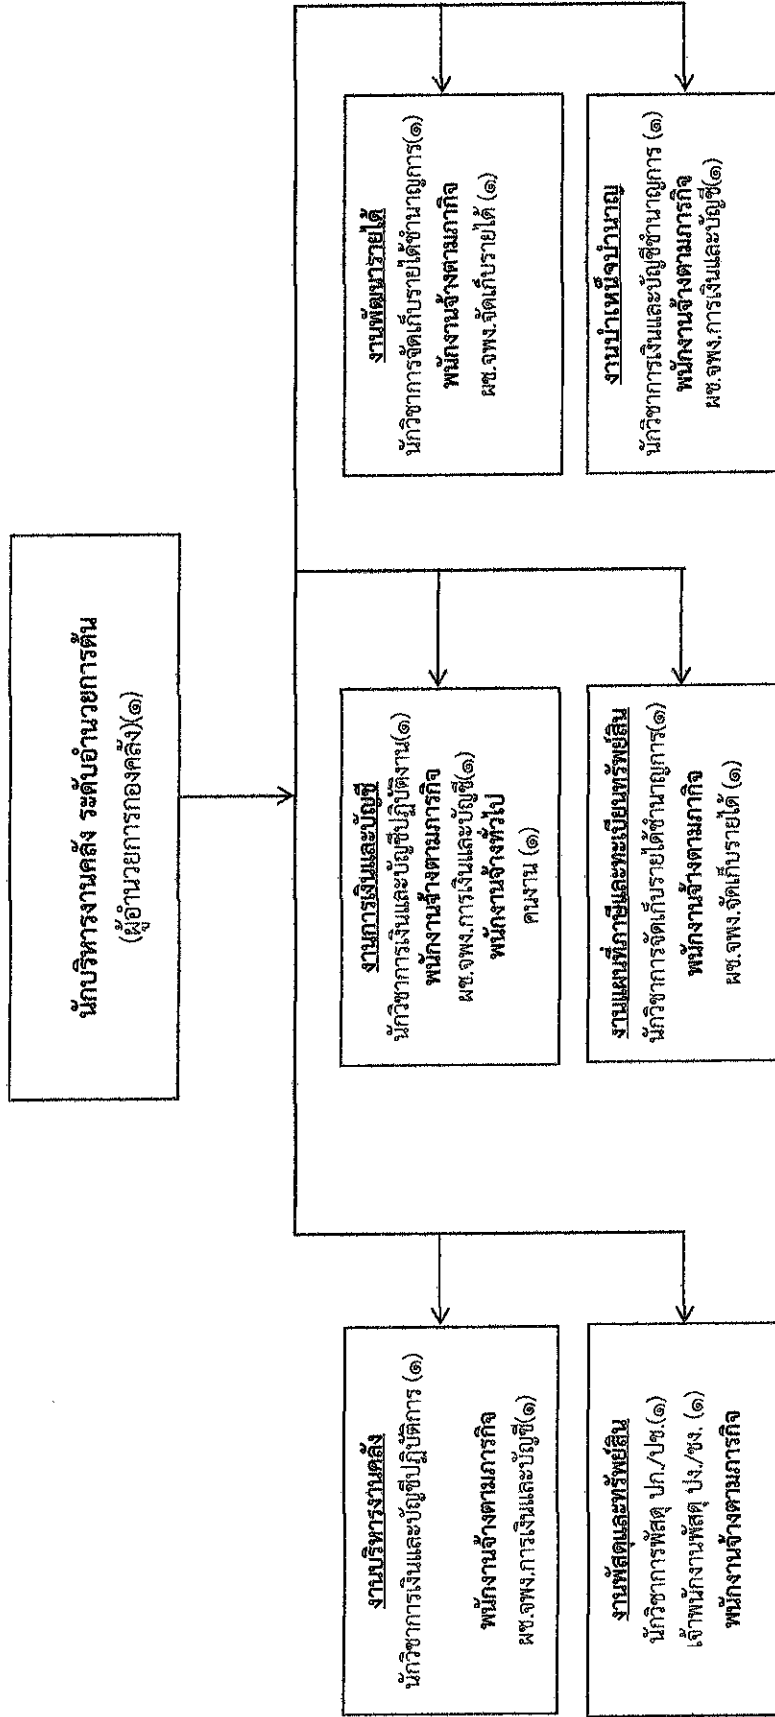 นักบริหารงานคลัง ระดับอำนวยการต้น
(ผู้อำนวยการกองคลัง)(๑)
งานบริหารงานคลัง
นักวิชาการเงินและบัญชีปฏิบัติการ (๑)
พนักงานจ้างตามภารกิจ
ผช.จพง.การเงินและบัญชี(๑)
งานการเงินและบัญชี
นักวิชาการเงินและบัญชีปฏิบัติงาน(๑)
พนักงานจ้างตามภารกิจ
ผช.จพง.การเงินและบัญชี(๑)
พนักงานจ้างทั่วไป
คนงาน (๑)
งานพัฒนารายได้
นักวิชาการจัดเก็บรายได้ชำนาญการ(๑)
พนักงานจ้างตามภากิจ
ผช.จพง.จัดเก็บรายได้ (๑)
งานพัสดุและทรัพย์สิน
นักวิชาการพัสดุ ปก./ปช.(๑)
เจ้าพนักงานพัสดุ ปง./ชง. (๑)
พนักงานจ้างตามภารกิจ
งานแผนที่ภาษีและทะเบียนทรัพย์สิน
นักวิชาการจัดเก็บรายได้ชำนาญการ(๑)
พนักงานจ้างตามภากิจ
ผช.จพง.จัดเก็บรายได้ (๑)
งานบำเหน็จบำนาญ
นักวิชาการเงินและบัญชีชำนาญการ (๑)
พนักงานจ้างตามภารกิจ
ผช.จพง.การเงินและบัญชี(๑)